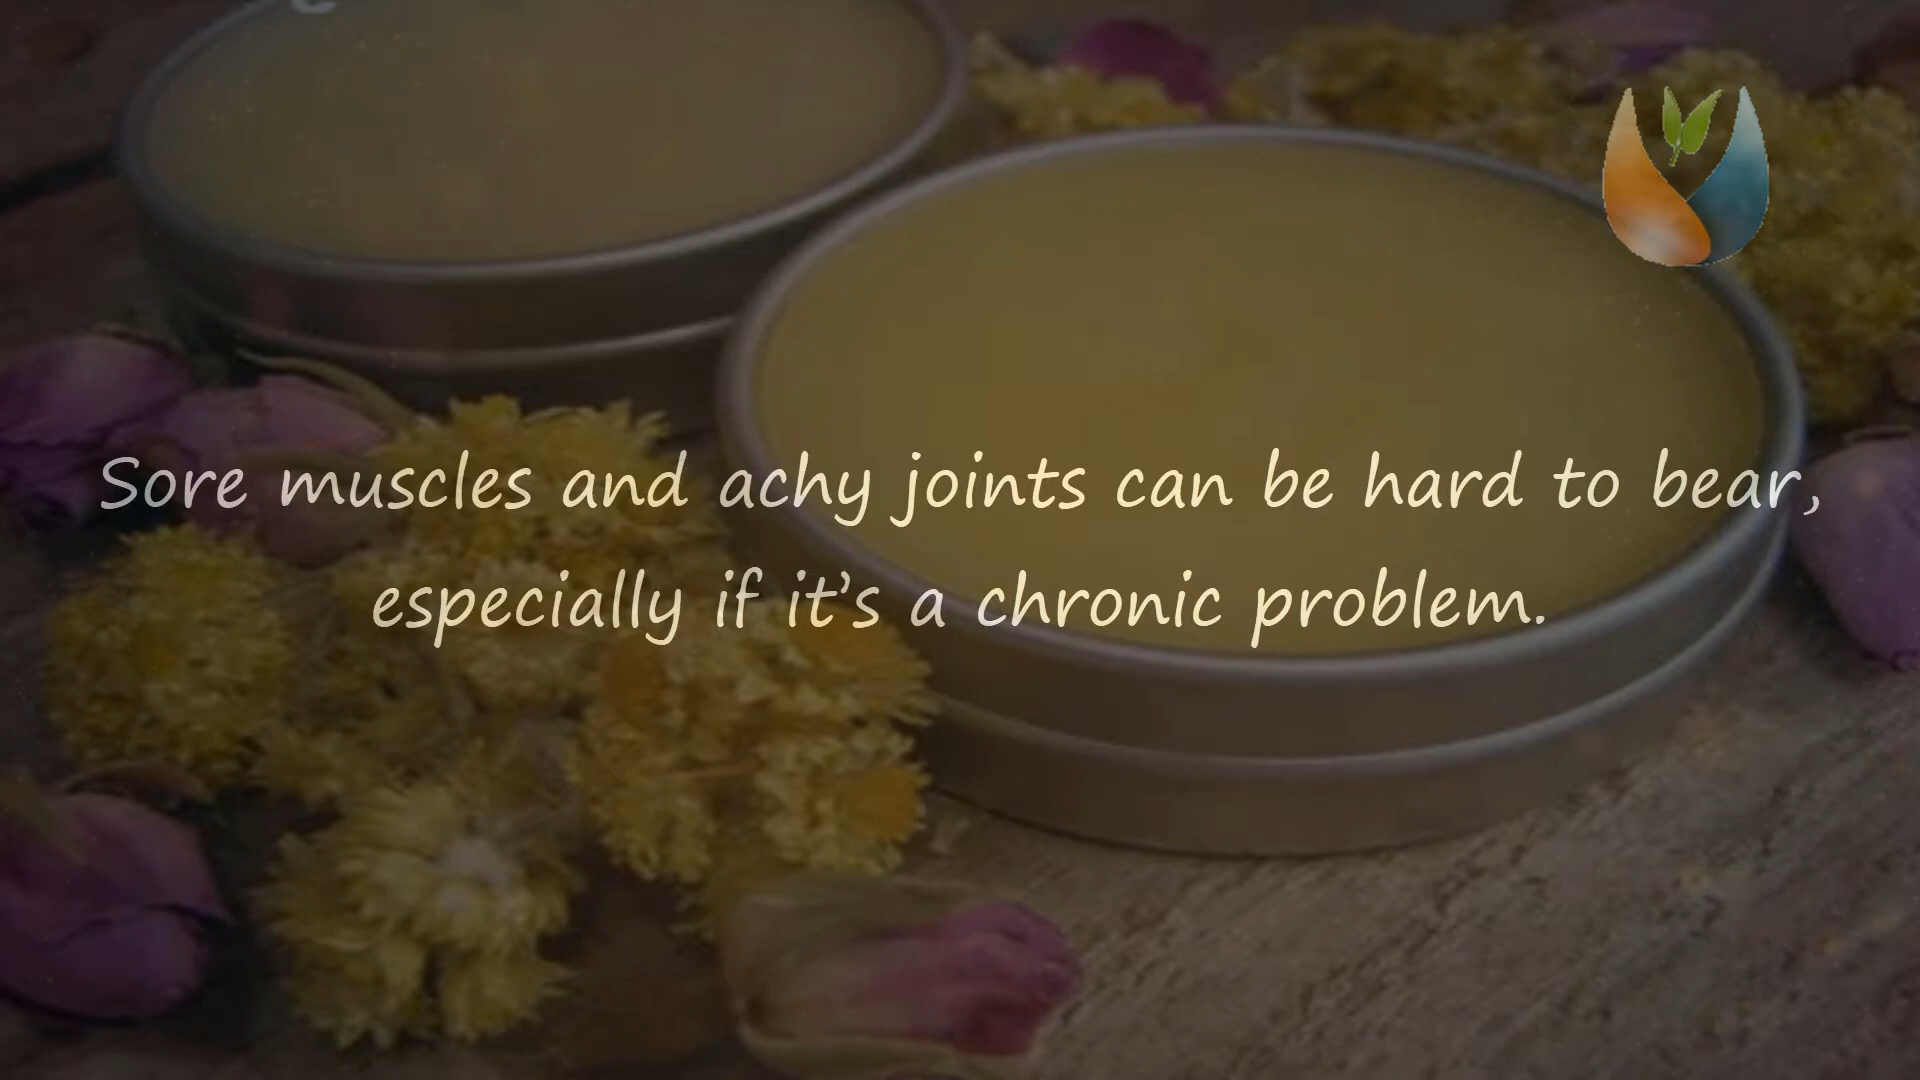 Sore muscles and achy joints can be hard to bear,
especially if it’s a chronic problem.